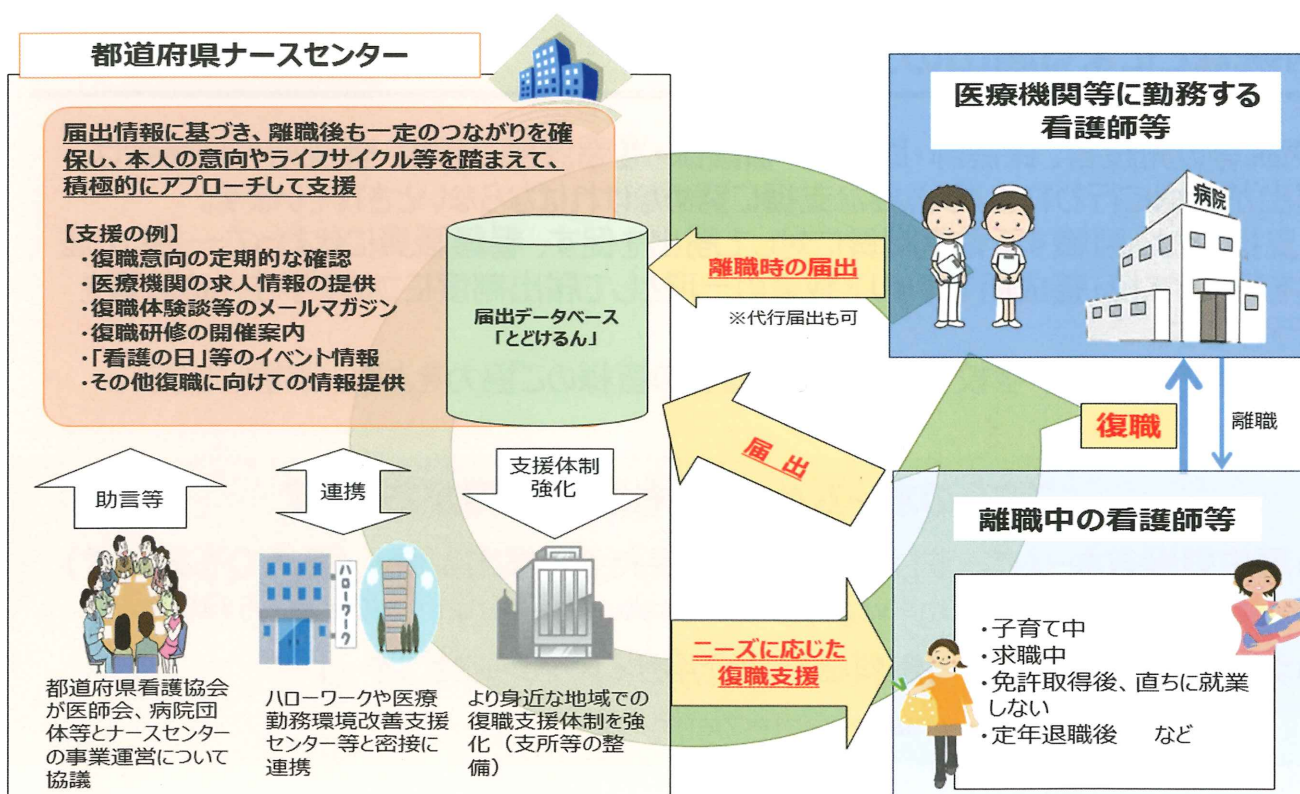 都道府県ナースセンター
届出情報に基づき、離職後も一定のつながりを確
保し、本人の意向やライフサイクル等を踏まえて、
積極的にアプローチして支援
【支援の例】
・復職意向の定期的な確認
・医療機関の求人情報の提供
・復職体験談等のメールマガジン
・復職研修の開催案内
・「看護の日」等のイベント情報
・その他復職に向けての情報提供
届出データベース
「とどけるん」
助言等
連携
支援体制
強化
ハローワーク
都道府県看護協会
が医師会、病院団
体等とナースセンター
の事業運営について
協議
ハローワークや医療
勤務環境改善支援
センター等と密接に
連携
より身近な地域での
復職支援体制を強
化（支所等の整
備）
離職時の届出
※代行届出も可
届出
ニーズに応じた
復職支援
医療機関等に勤務する
看護師等
病院
復職
離職
離職中の看護師等
・子育て中
・求職中
・免許取得後、直ちに就業
しない
・定年退職後　など